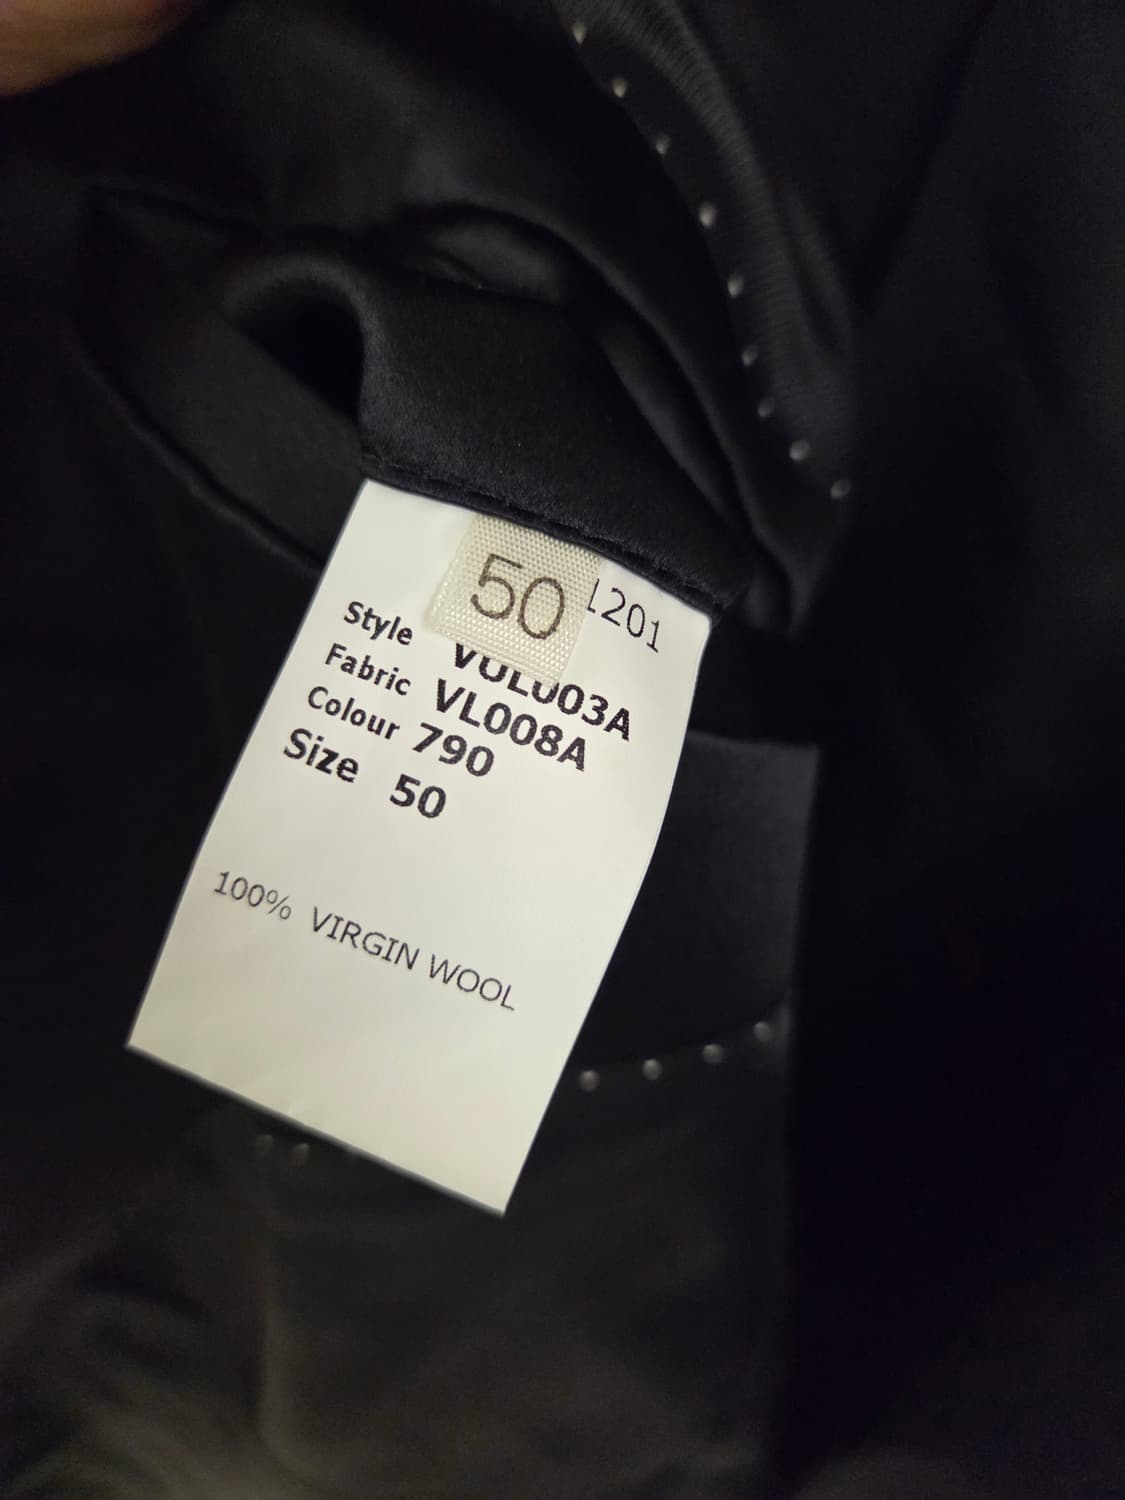 50
1201
Style VUL003A
Fabric VL008A
Colour 790
Size 50
100% VIRGIN WOOL